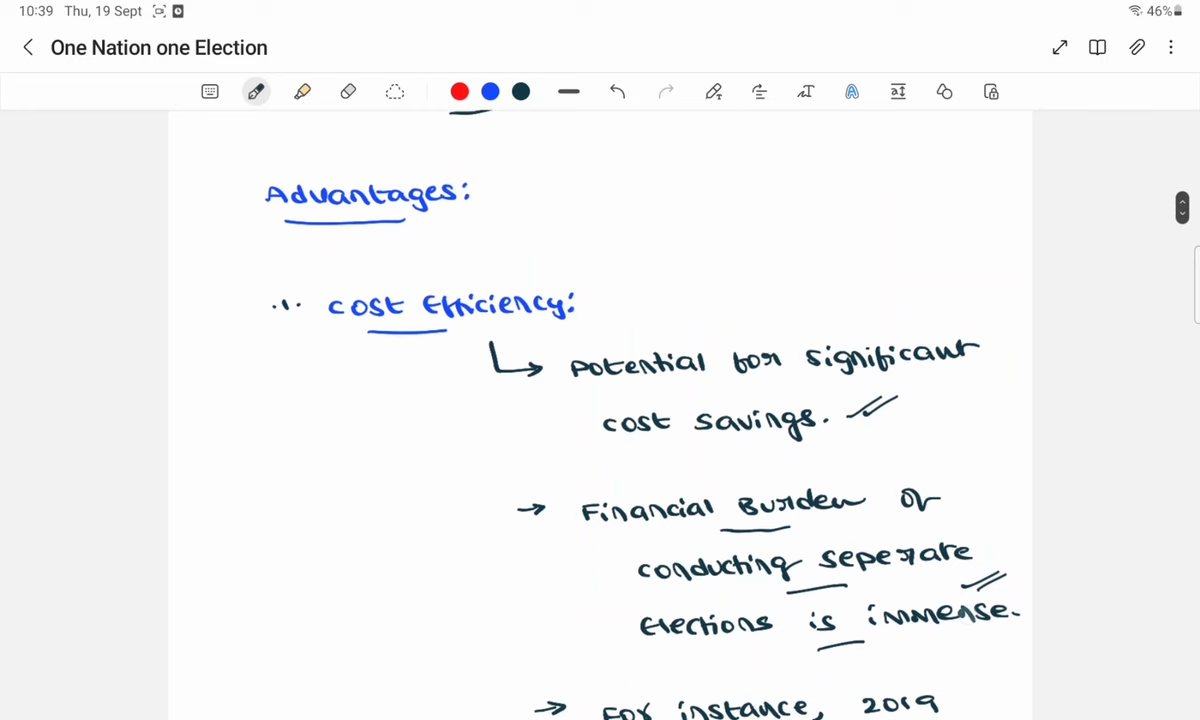 10:39 Thu, 19 Sept
46%
One Nation one Election
Advantages:
1. Cost Efficiency:
Potential for significant
cost savings.
→ Financial Burden of
conducting seperate
Elections is immense.
→ For instance, 2019